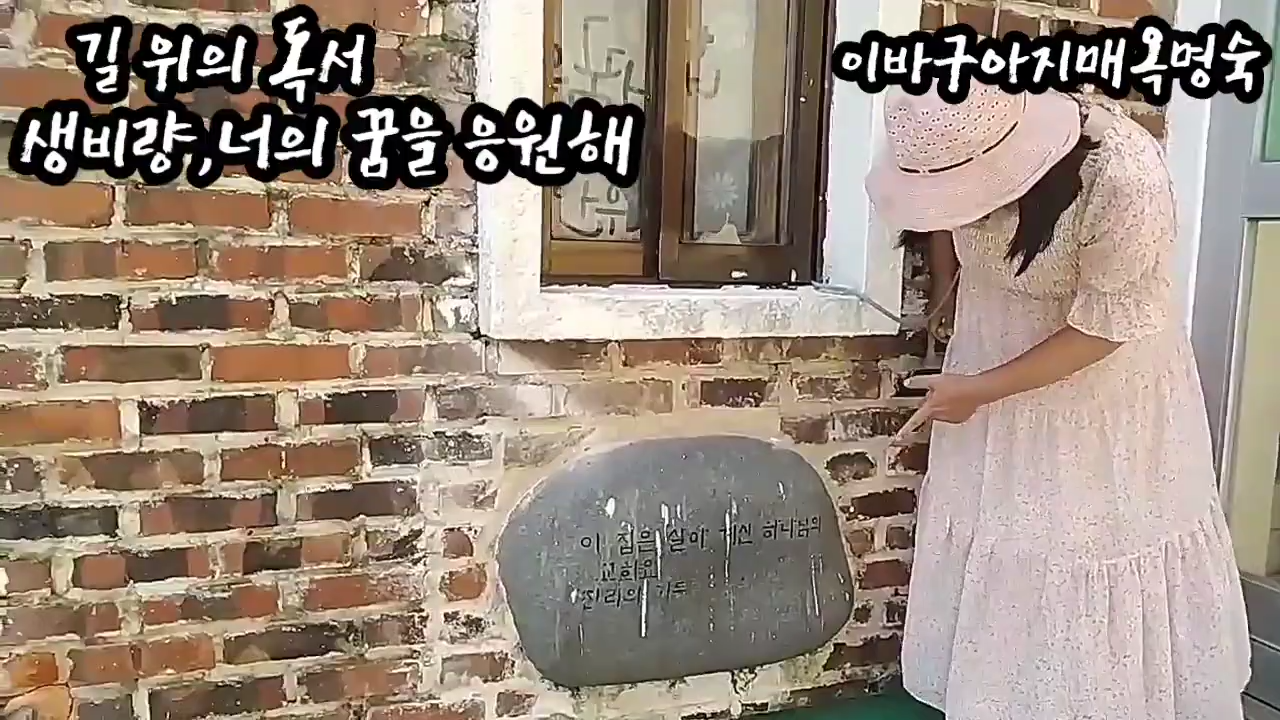 길 위의 독서
생비량,너의 꿈을 응원해
이바구아지매옥명숙
이 집은 살아 계신 하나님의
교회요
진리의 기둥